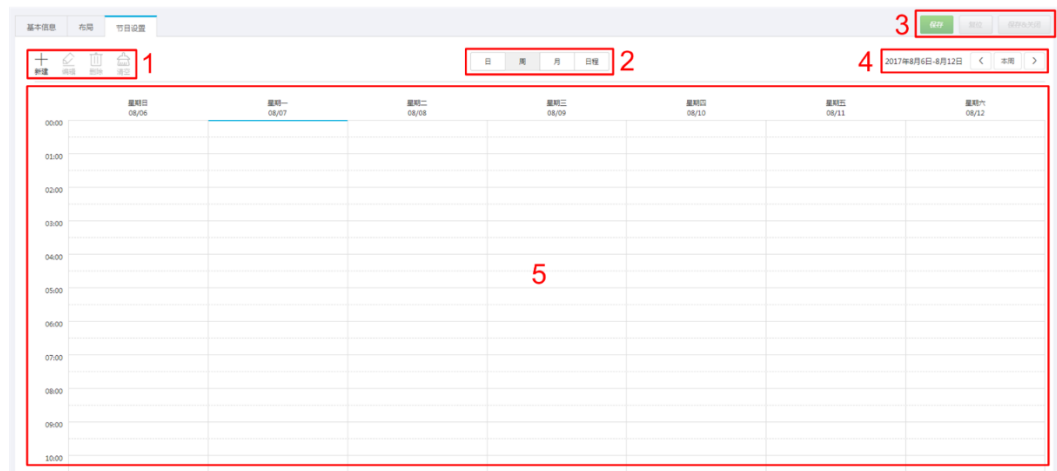 基本信息 布局 节目设置
3 保存 复位
新建 编辑 删除 清空 1
日 周 月 日程 2
4 2017年8月6日-8月12日 < 本周 >
星期日 星期一 星期二 星期三 星期四 星期五 星期六
08/06 08/07 08/08 08/09 08/10 08/11 08/12
00:00
01:00
02:00
03:00
04:00
5
05:00
06:00
07:00
08:00
09:00
10:00